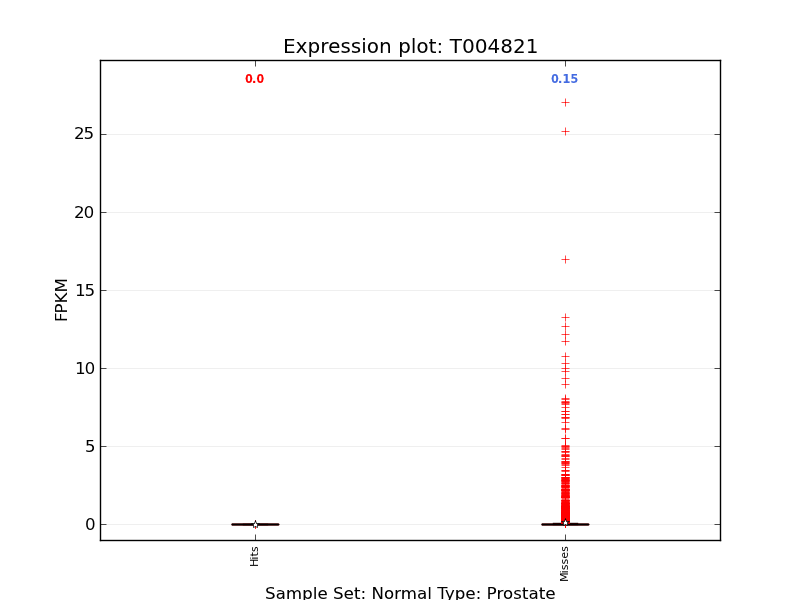 Expression plot: T004821
0.0
0.15
25
20
15
10
5
0
FPKM
Hits
Misses
Sample Set: Normal Type: Prostate